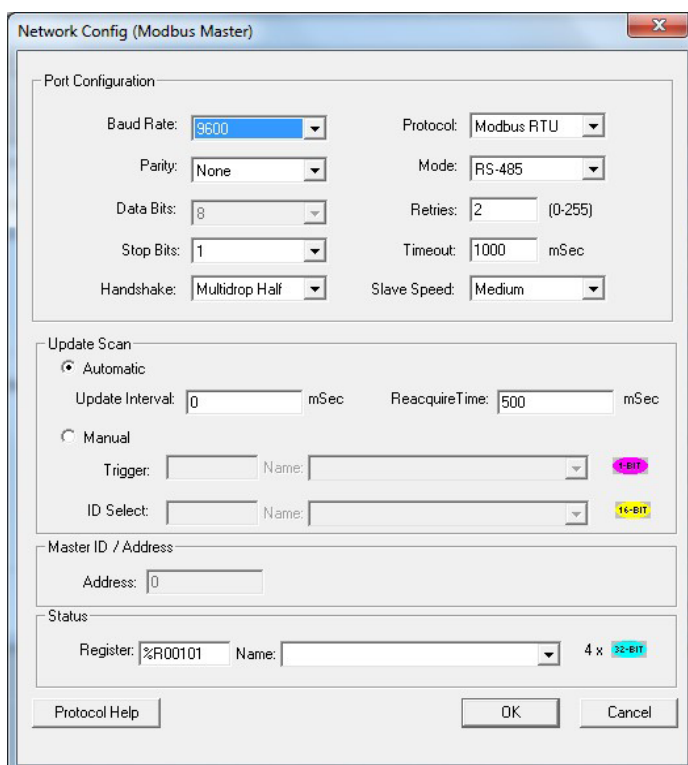 Network Config (Modbus Master)
Port Configuration
Baud Rate: 9600 Protocol: Modbus RTU
Parity: None Mode: RS-485
Data Bits: 8 Retries: 2 (0-255)
Stop Bits: 1 Timeout: 1000 mSec
Handshake: Multidrop Half Slave Speed: Medium
Update Scan
Automatic
Update Interval: 0 mSec ReacquireTime: 500 mSec
Manual
Trigger: Name: 1-BIT
ID Select: Name: 16-BIT
Master ID / Address
Address: 0
Status
Register: %R00101 Name: 4 x 32-BIT
Protocol Help OK Cancel